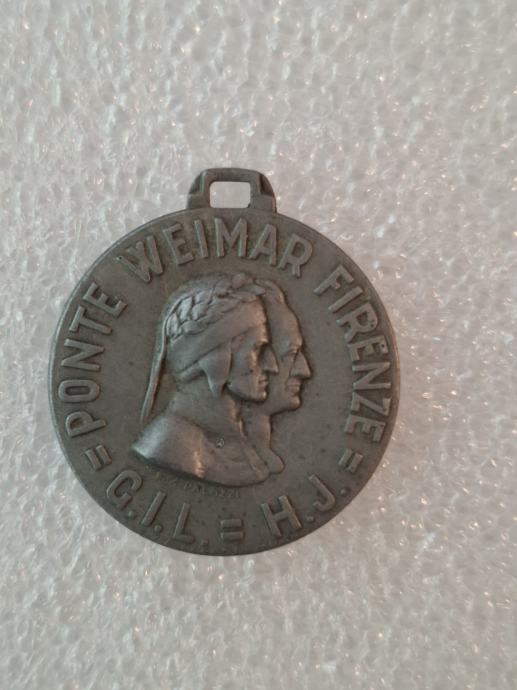 = PONTE WEIMAR FIRENZE =
G.I.L. = H.J.